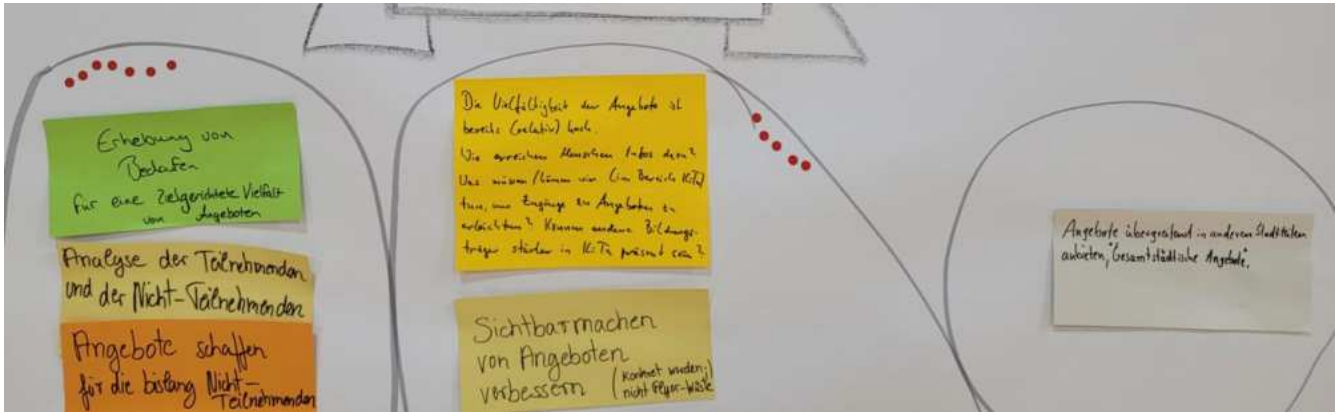 Erhebung von
Bedarfen
für eine zielgerichtete Vielfalt
von Angeboten
Analyse der Teilnehmenden
und der Nicht-Teilnehmenden
Angebote schaffen
für die bislang Nicht-
Teilnehmenden
Die Vielfältigkeit der Angebote ist
bereits (relativ) hoch.
Wie erreichen Menschen Infos dazu?
Was müssen/können wir (im Bereich KiTa)
tun, um Zugänge zu Angeboten zu
erleichtern? Können andere Bildungs-
träger stärker in KiTa präsent sein?
Sichtbarmachen
von Angeboten
verbessern (konkret werden;
nicht Flyer-Wüste
Angebote übergreifend in anderen Stadtteilen
anbieten, "Gesamtstädtische Angebote".